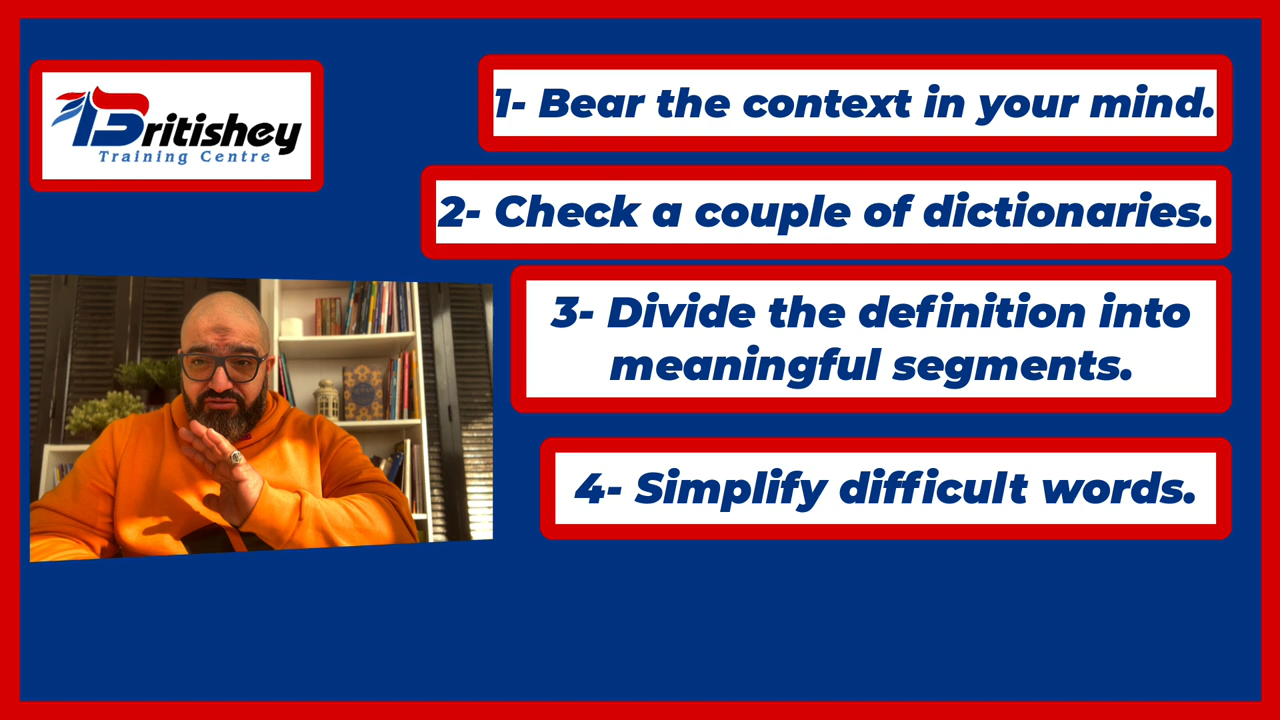 Britishey
Training Centre
1- Bear the context in your mind.
2- Check a couple of dictionaries.
3- Divide the definition into
meaningful segments.
4- Simplify difficult words.